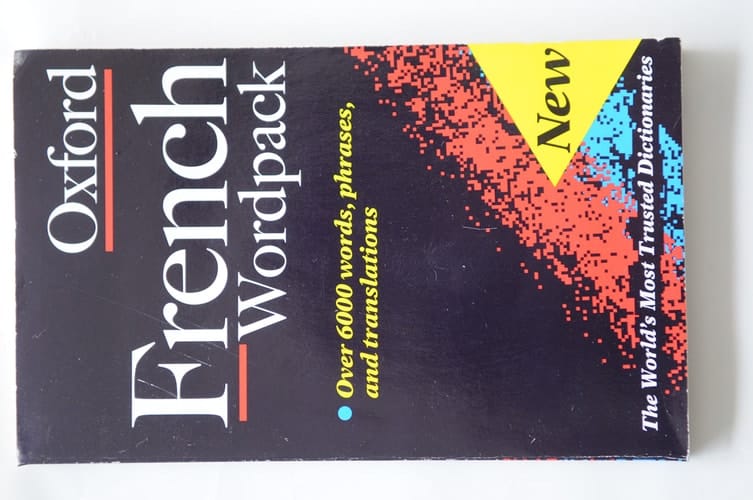 Oxford
French
Wordpack
Over 6000 words, phrases,
and translations
New
The World's Most Trusted Dictionaries